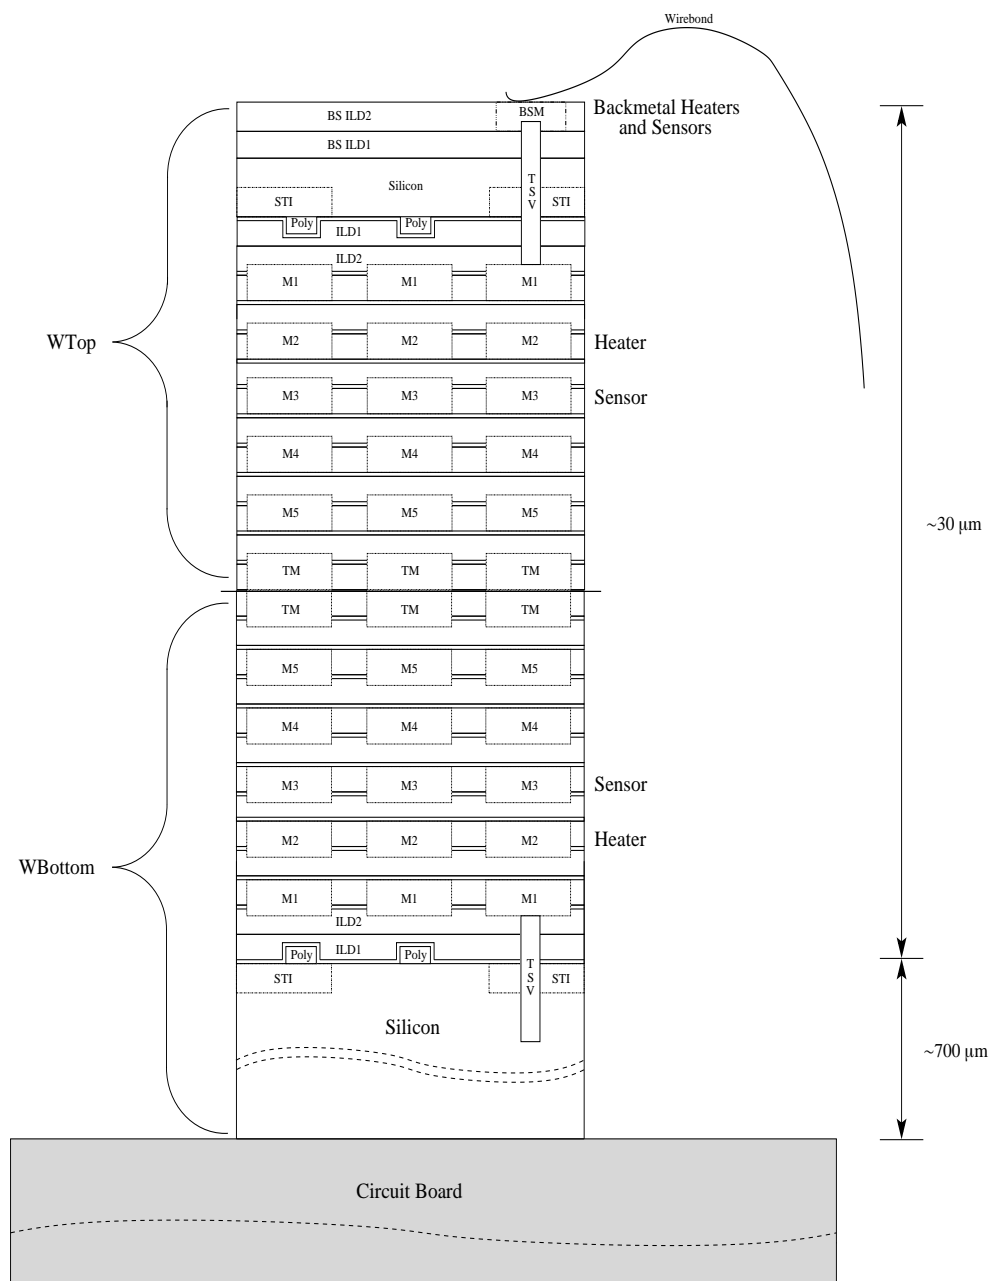 Wirebond
BS ILD2
BSM
Backmetal Heaters
and Sensors
BS ILD1
Silicon
T
S
V
STI
STI
Poly
Poly
ILD1
ILD2
M1 M1 M1
WTop
M2 M2 M2 Heater
M3 M3 M3 Sensor
M4 M4 M4
M5 M5 M5
~30 µm
TM TM TM
TM TM TM
M5 M5 M5
M4 M4 M4
M3 M3 M3 Sensor
M2 M2 M2 Heater
WBottom
M1 M1 M1
ILD2
ILD1
Poly
Poly
T
S
V
STI
STI
Silicon
~700 µm
Circuit Board